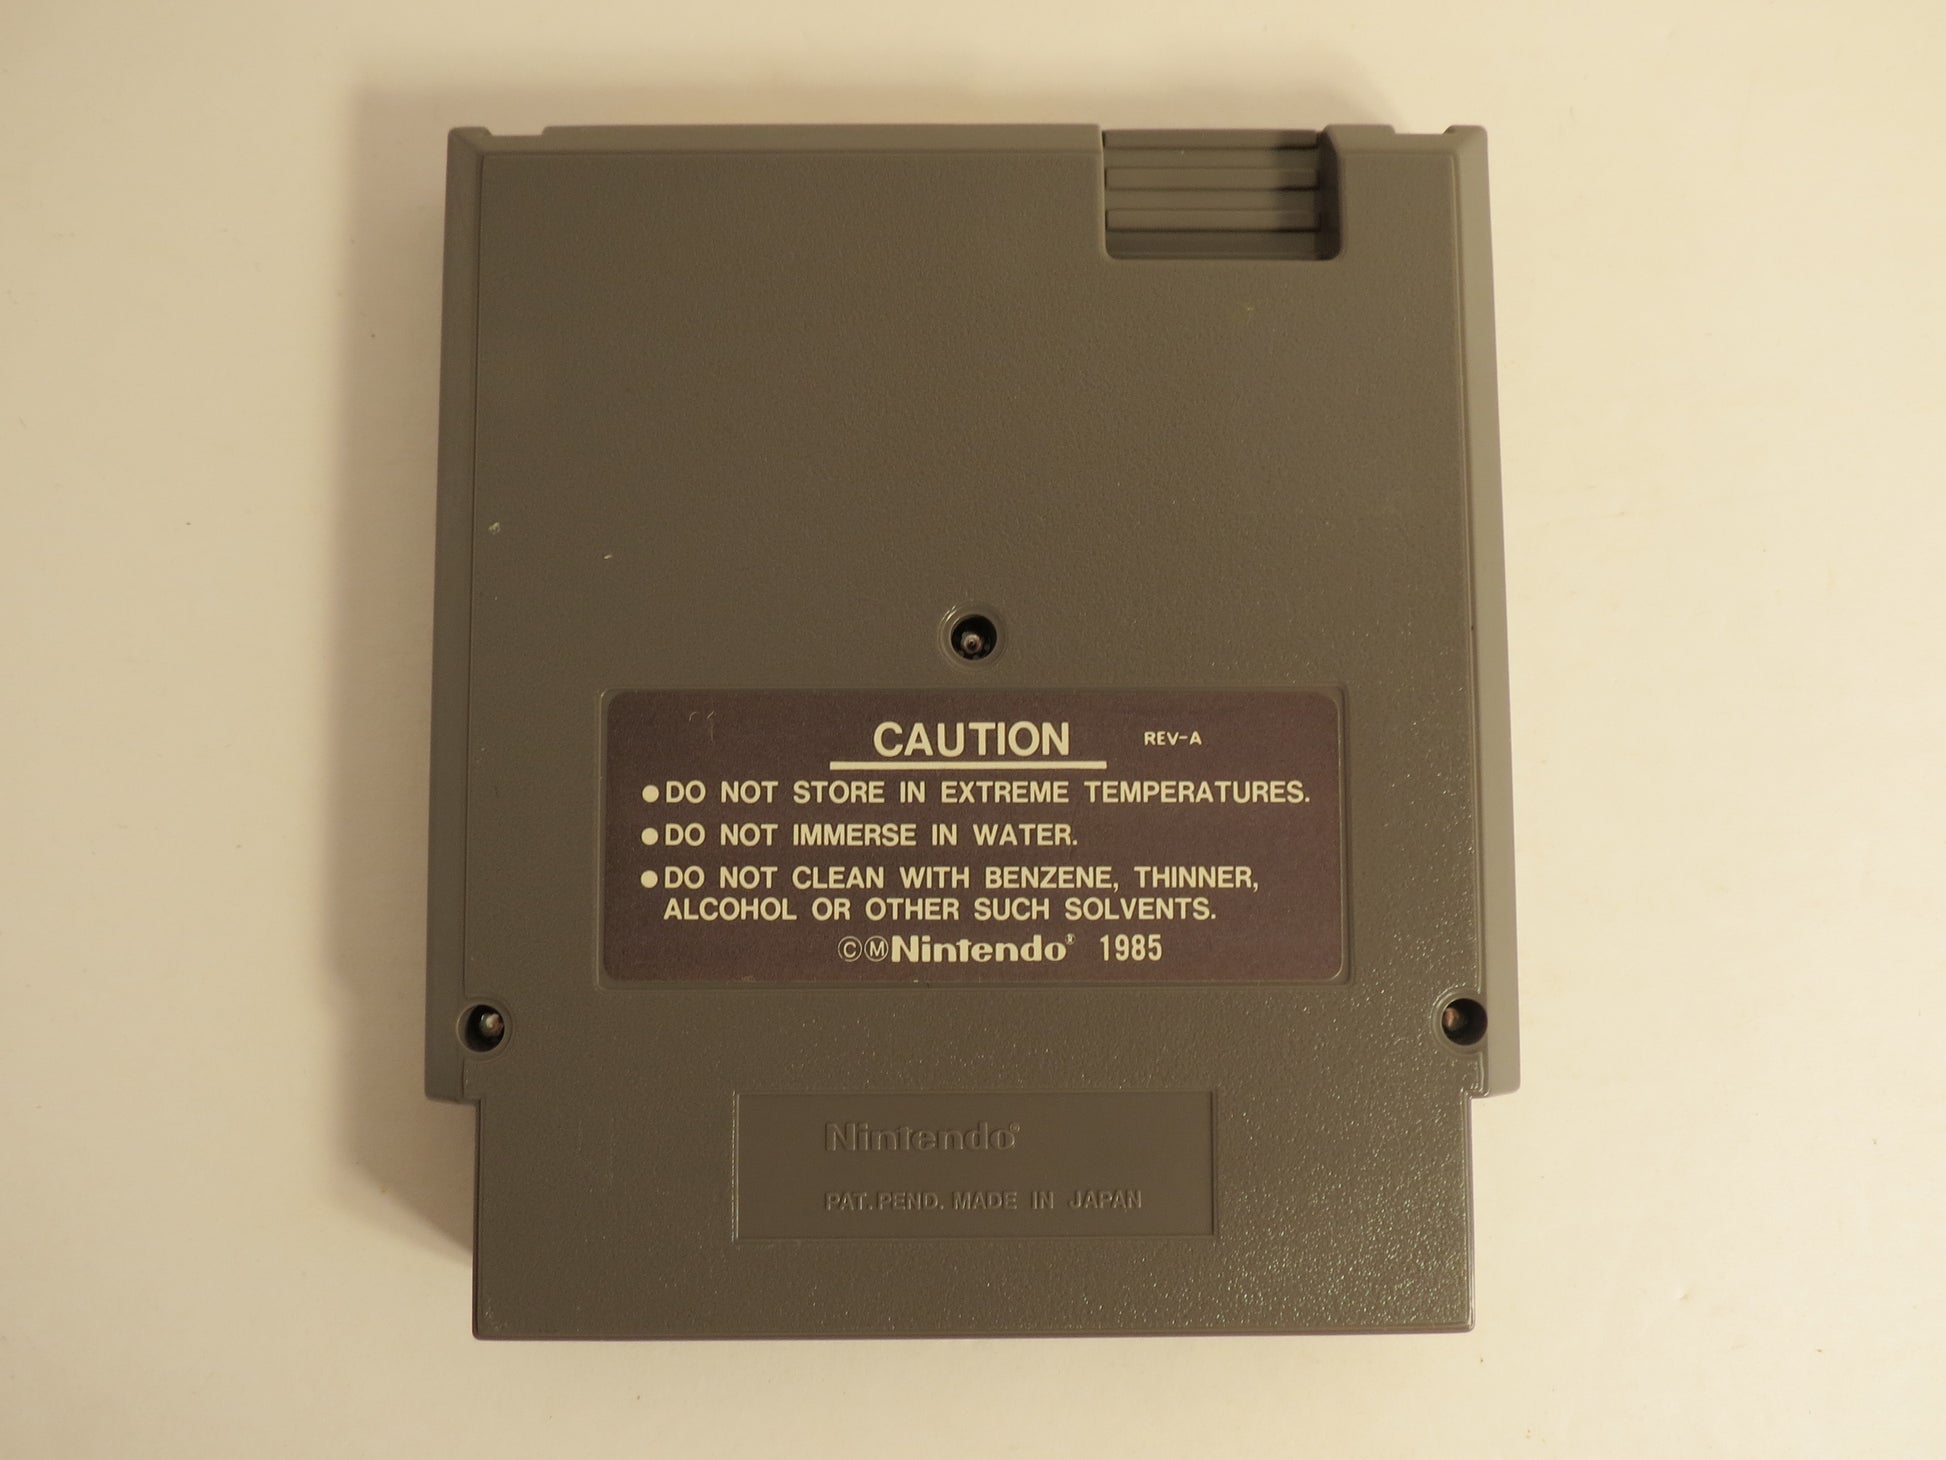 CAUTION REV-A
●DO NOT STORE IN EXTREME TEMPERATURES.
●DO NOT IMMERSE IN WATER.
●DO NOT CLEAN WITH BENZENE, THINNER,
ALCOHOL OR OTHER SUCH SOLVENTS.
©ⓂNintendo® 1985
Nintendo®
PAT. PEND. MADE IN JAPAN